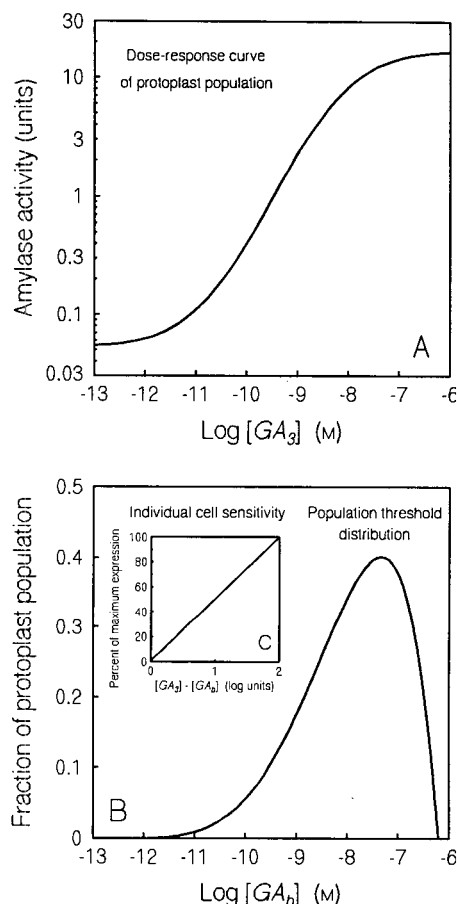 30
Dose-response curve
of protoplast population
10
3
1
0.3
0.1
0.03
Amylase activity (units)
A
-13 -12 -11 -10 -9 -8 -7 -6
Log [GA₃] (M)
0.5
Individual cell sensitivity
Population threshold
distribution
0.4
0.3
0.2
0.1
0
Fraction of protoplast population
100
80
60
40
20
0
Percent of maximum expression
C
0 1 2
[GA₃] - [GA_b] (log units)
B
-13 -12 -11 -10 -9 -8 -7 -6
Log [GA_b] (M)